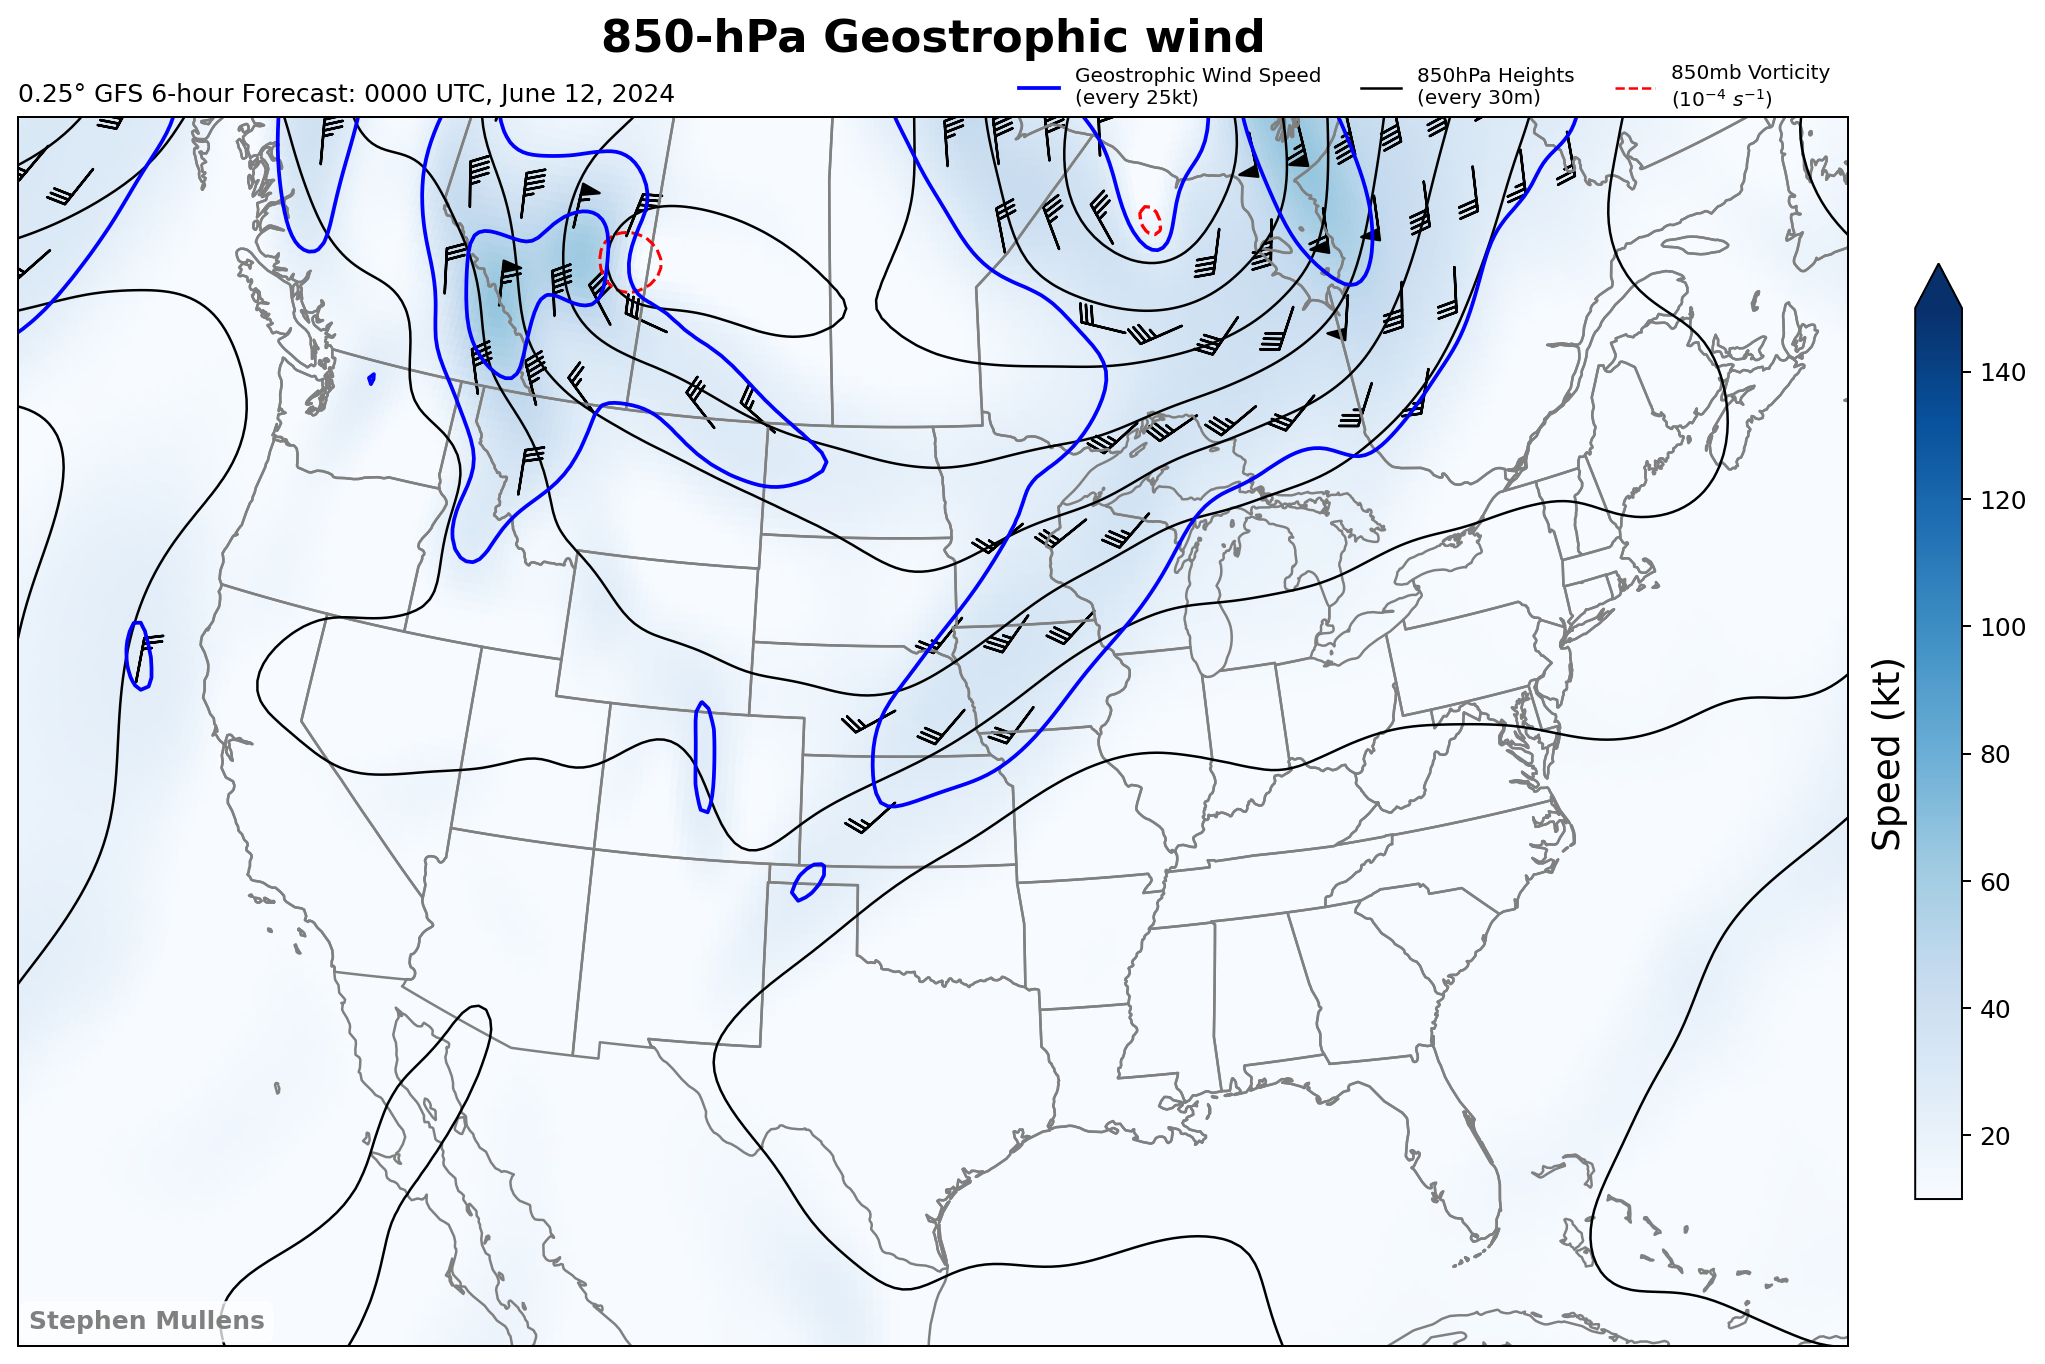 850-hPa Geostrophic wind
0.25° GFS 6-hour Forecast: 0000 UTC, June 12, 2024
Geostrophic Wind Speed
(every 25kt)
850hPa Heights
(every 30m)
850mb Vorticity
(10⁻⁴ s⁻¹)
140
120
100
80
60
40
20
Speed (kt)
Stephen Mullens